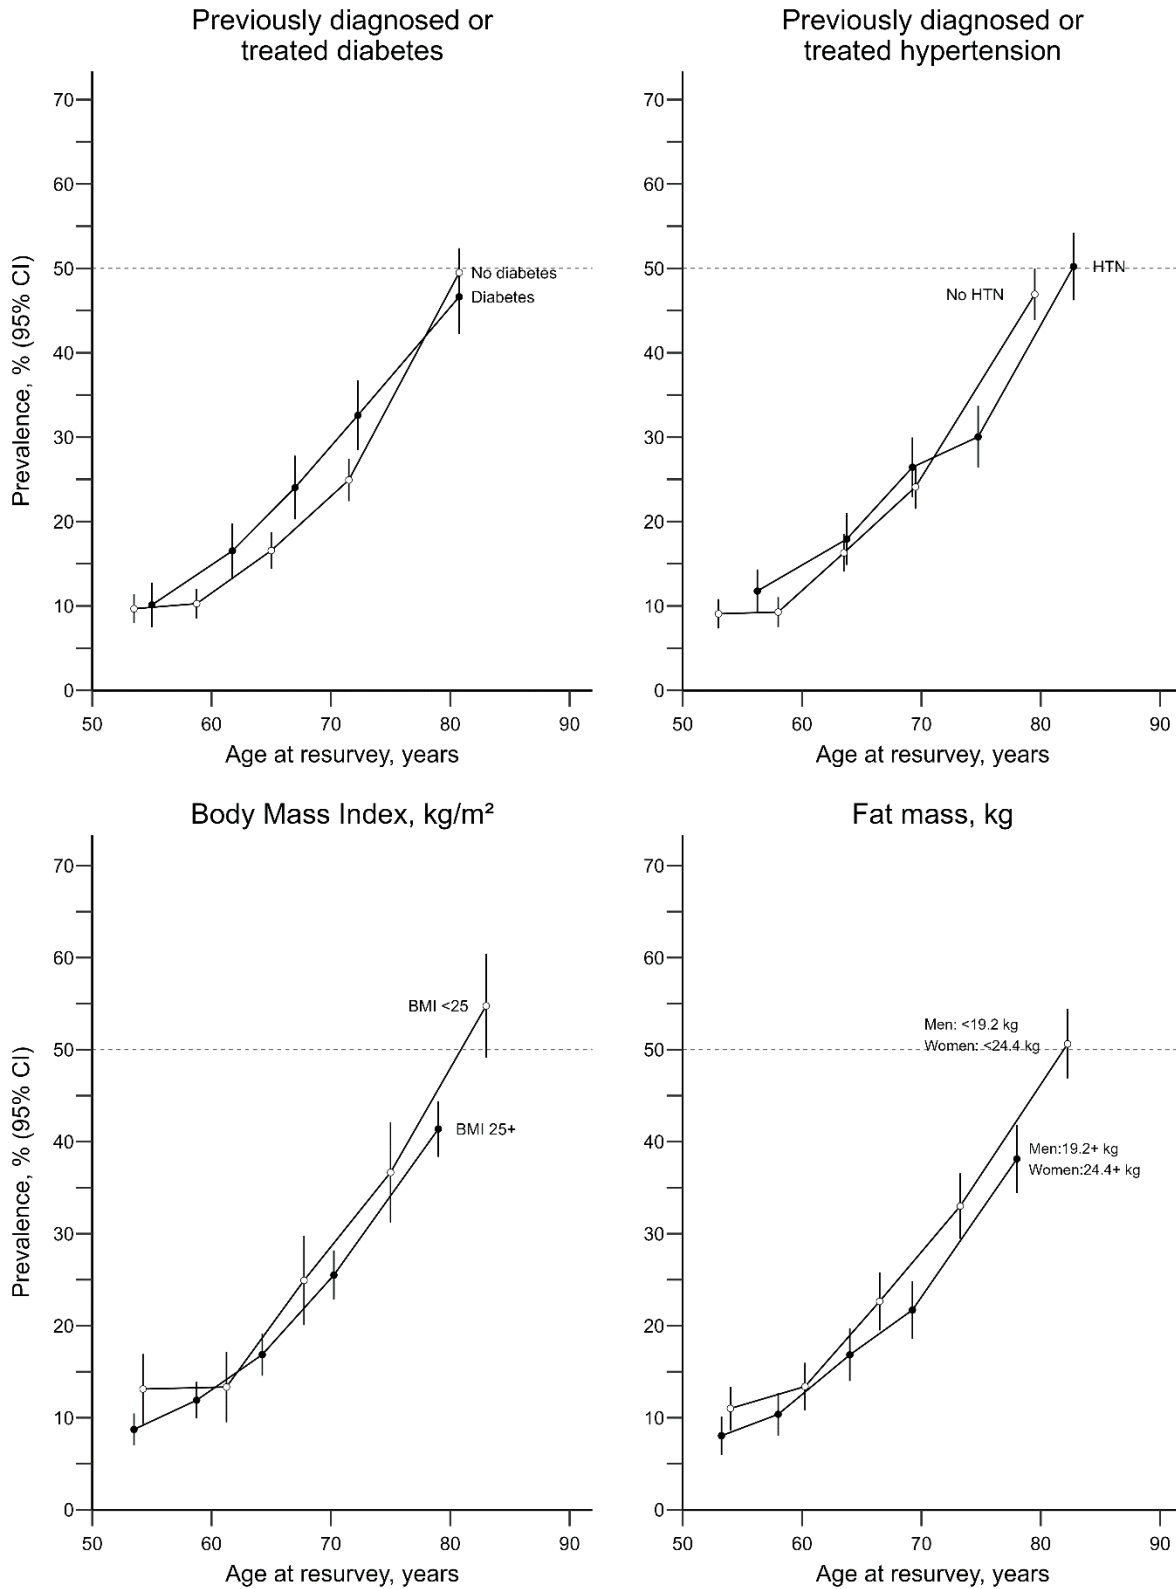 Previously diagnosed or
treated diabetes
Prevalence, % (95% CI)
70
60
50
40
30
20
10
0
No diabetes
Diabetes
50
60
70
80
90
Age at resurvey, years
Previously diagnosed or
treated hypertension
70
60
50
40
30
20
10
0
HTN
No HTN
50
60
70
80
90
Age at resurvey, years
Body Mass Index, kg/m²
Prevalence, % (95% CI)
70
60
50
40
30
20
10
0
BMI <25
BMI 25+
50
60
70
80
90
Age at resurvey, years
Fat mass, kg
70
60
50
40
30
20
10
0
Men: <19.2 kg
Women: <24.4 kg
Men:19.2+ kg
Women:24.4+ kg
50
60
70
80
90
Age at resurvey, years